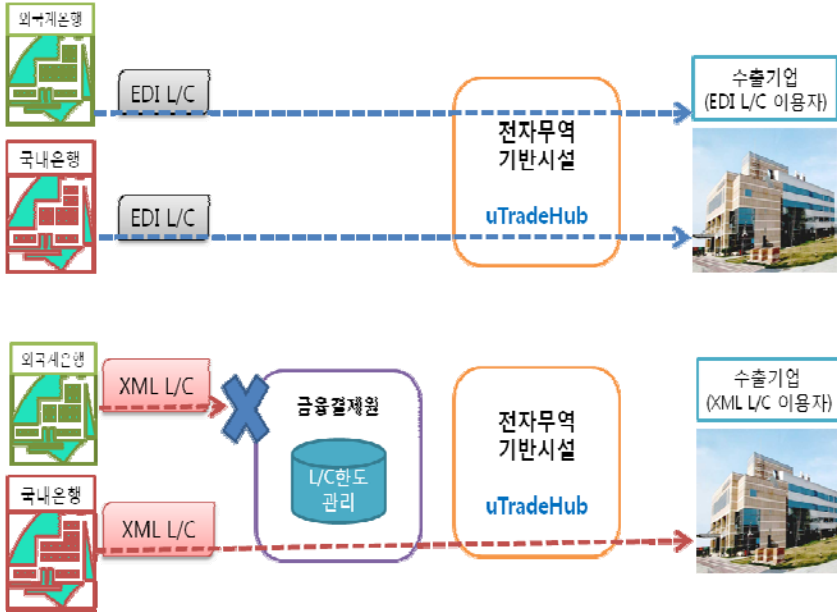 외국계은행
EDI L/C
수출기업
(EDI L/C 이용자)
전자무역
기반시설
uTradeHub
국내은행
EDI L/C
외국계은행
XML L/C
금융결제원
L/C한도
관리
전자무역
기반시설
uTradeHub
수출기업
(XML L/C 이용자)
국내은행
XML L/C